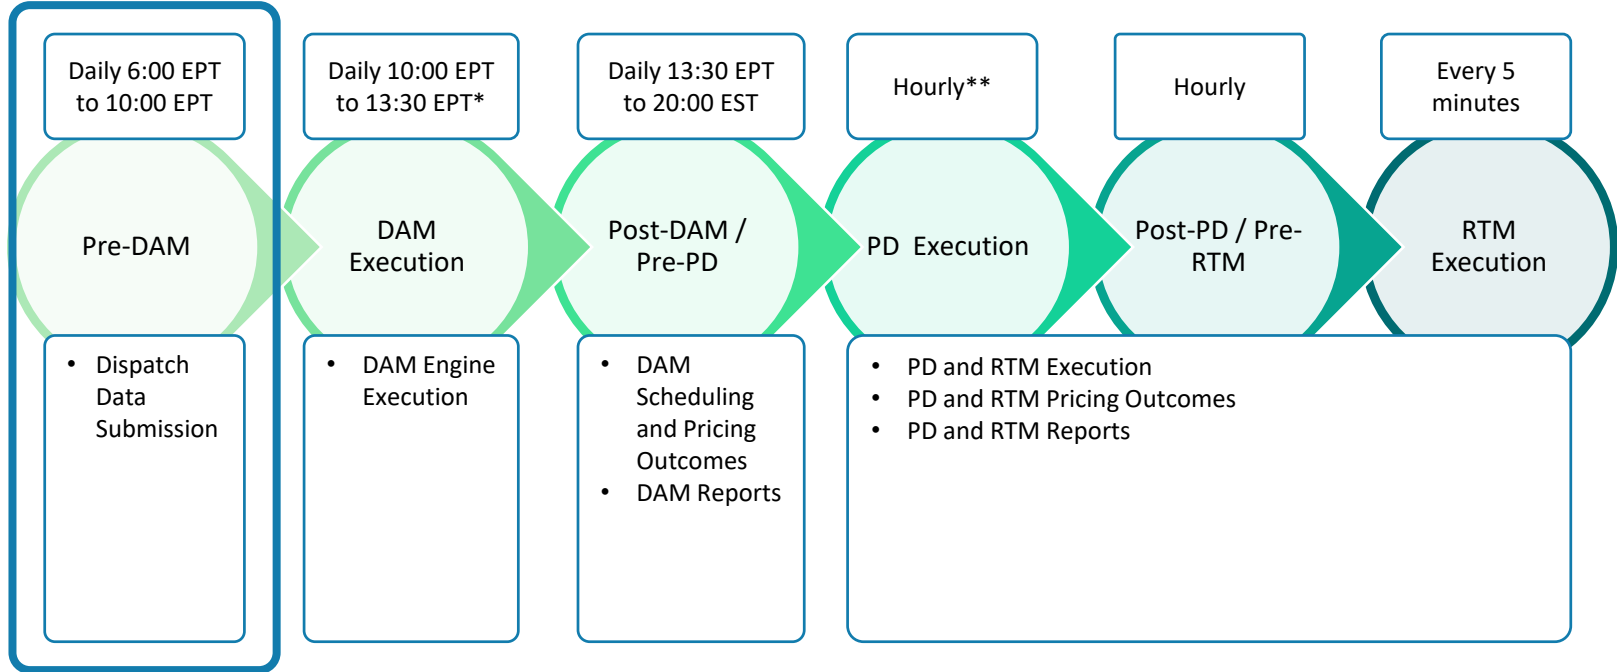 Daily 6:00 EPT
to 10:00 EPT
Daily 10:00 EPT
to 13:30 EPT*
Daily 13:30 EPT
to 20:00 EST
Hourly**
Hourly
Every 5
minutes
Pre-DAM
DAM
Execution
Post-DAM /
Pre-PD
PD Execution
Post-PD / Pre-
RTM
RTM
Execution
• Dispatch
Data
Submission
• DAM Engine
Execution
• DAM
Scheduling
and Pricing
Outcomes
• DAM Reports
• PD and RTM Execution
• PD and RTM Pricing Outcomes
• PD and RTM Reports